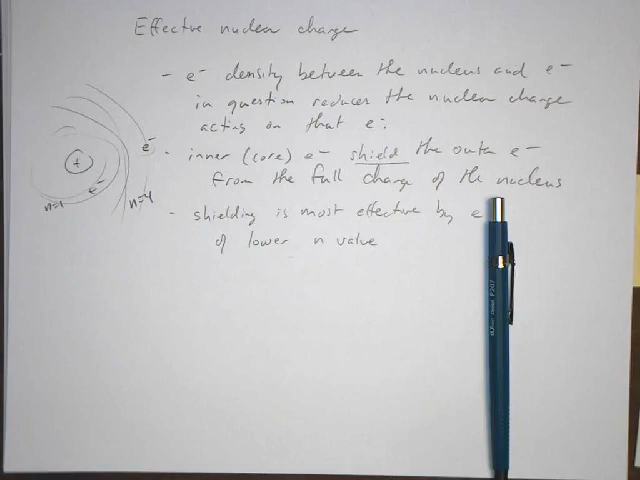 Effective nuclear charge
- e⁻ density between the nucleus and e⁻
in question reduces the nuclear charge
acting on that e⁻.
- inner (core) e⁻ shield the outer e⁻
from the full charge of the nucleus
- shielding is most effective by e
of lower n value
+
e⁻
e⁻
n=1
n=4
P207